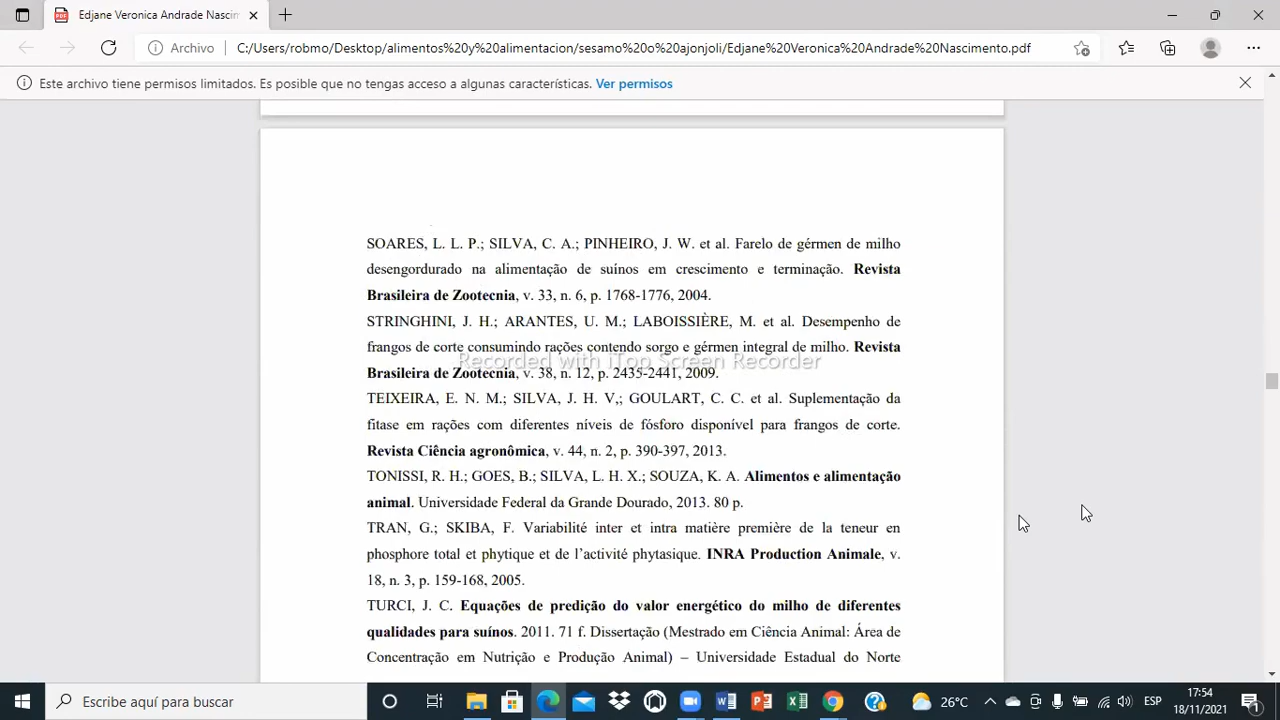 Edjane Veronica Andrade Nascim
Archivo
C:/Users/robmo/Desktop/alimentos%20y%20alimentacion/sesamo%20o%20ajonjoli/Edjane%20Veronica%20Andrade%20Nascimento.pdf
Este archivo tiene permisos limitados. Es posible que no tengas acceso a algunas características. Ver permisos
SOARES, L. L. P.; SILVA, C. A.; PINHEIRO, J. W. et al. Farelo de gérmen de milho
desengordurado na alimentação de suínos em crescimento e terminação. Revista
Brasileira de Zootecnia, v. 33, n. 6, p. 1768-1776, 2004.
STRINGHINI, J. H.; ARANTES, U. M.; LABOISSIÈRE, M. et al. Desempenho de
frangos de corte consumindo rações contendo sorgo e gérmen integral de milho. Revista
Recorded with iTop Screen Recorder
Brasileira de Zootecnia, v. 38, n. 12, p. 2435-2441, 2009.
TEIXEIRA, E. N. M.; SILVA, J. H. V,; GOULART, C. C. et al. Suplementação da
fitase em rações com diferentes níveis de fósforo disponível para frangos de corte.
Revista Ciência agronômica, v. 44, n. 2, p. 390-397, 2013.
TONISSI, R. H.; GOES, B.; SILVA, L. H. X.; SOUZA, K. A. Alimentos e alimentação
animal. Universidade Federal da Grande Dourado, 2013. 80 p.
TRAN, G.; SKIBA, F. Variabilité inter et intra matière première de la teneur en
phosphore total et phytique et de l'activité phytasique. INRA Production Animale, v.
18, n. 3, p. 159-168, 2005.
TURCI, J. C. Equações de predição do valor energético do milho de diferentes
qualidades para suínos. 2011. 71 f. Dissertação (Mestrado em Ciência Animal: Área de
Concentração em Nutrição e Produção Animal) – Universidade Estadual do Norte
Escribe aquí para buscar
26°C
ESP
17:54
18/11/2021